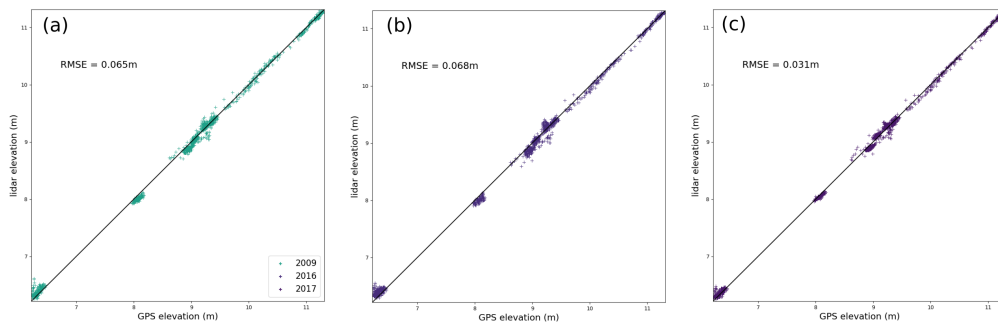 (a)
RMSE = 0.065m
lidar elevation (m)
11
10
9
8
7
7 8 9 10 11
GPS elevation (m)
2009
2016
2017
(b)
RMSE = 0.068m
lidar elevation (m)
11
10
9
8
7
7 8 9 10 11
GPS elevation (m)
(c)
RMSE = 0.031m
lidar elevation (m)
11
10
9
8
7
7 8 9 10 11
GPS elevation (m)